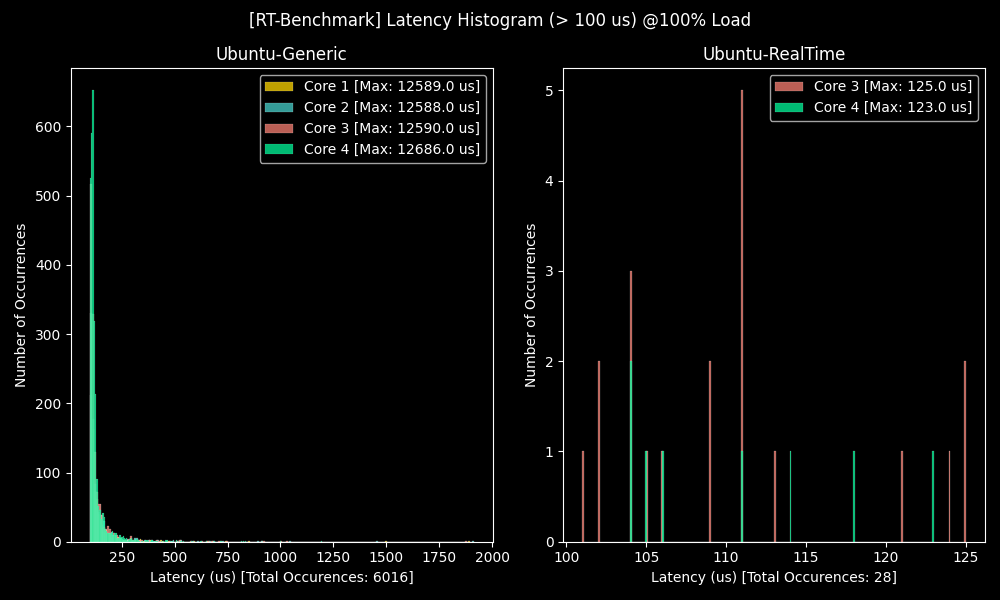 [RT-Benchmark] Latency Histogram (> 100 us) @100% Load
Ubuntu-Generic
Number of Occurrences
600
500
400
300
200
100
0
Core 1 [Max: 12589.0 us]
Core 2 [Max: 12588.0 us]
Core 3 [Max: 12590.0 us]
Core 4 [Max: 12686.0 us]
250 500 750 1000 1250 1500 1750 2000
Latency (us) [Total Occurences: 6016]
Ubuntu-RealTime
Number of Occurrences
5
4
3
2
1
0
Core 3 [Max: 125.0 us]
Core 4 [Max: 123.0 us]
100 105 110 115 120 125
Latency (us) [Total Occurences: 28]